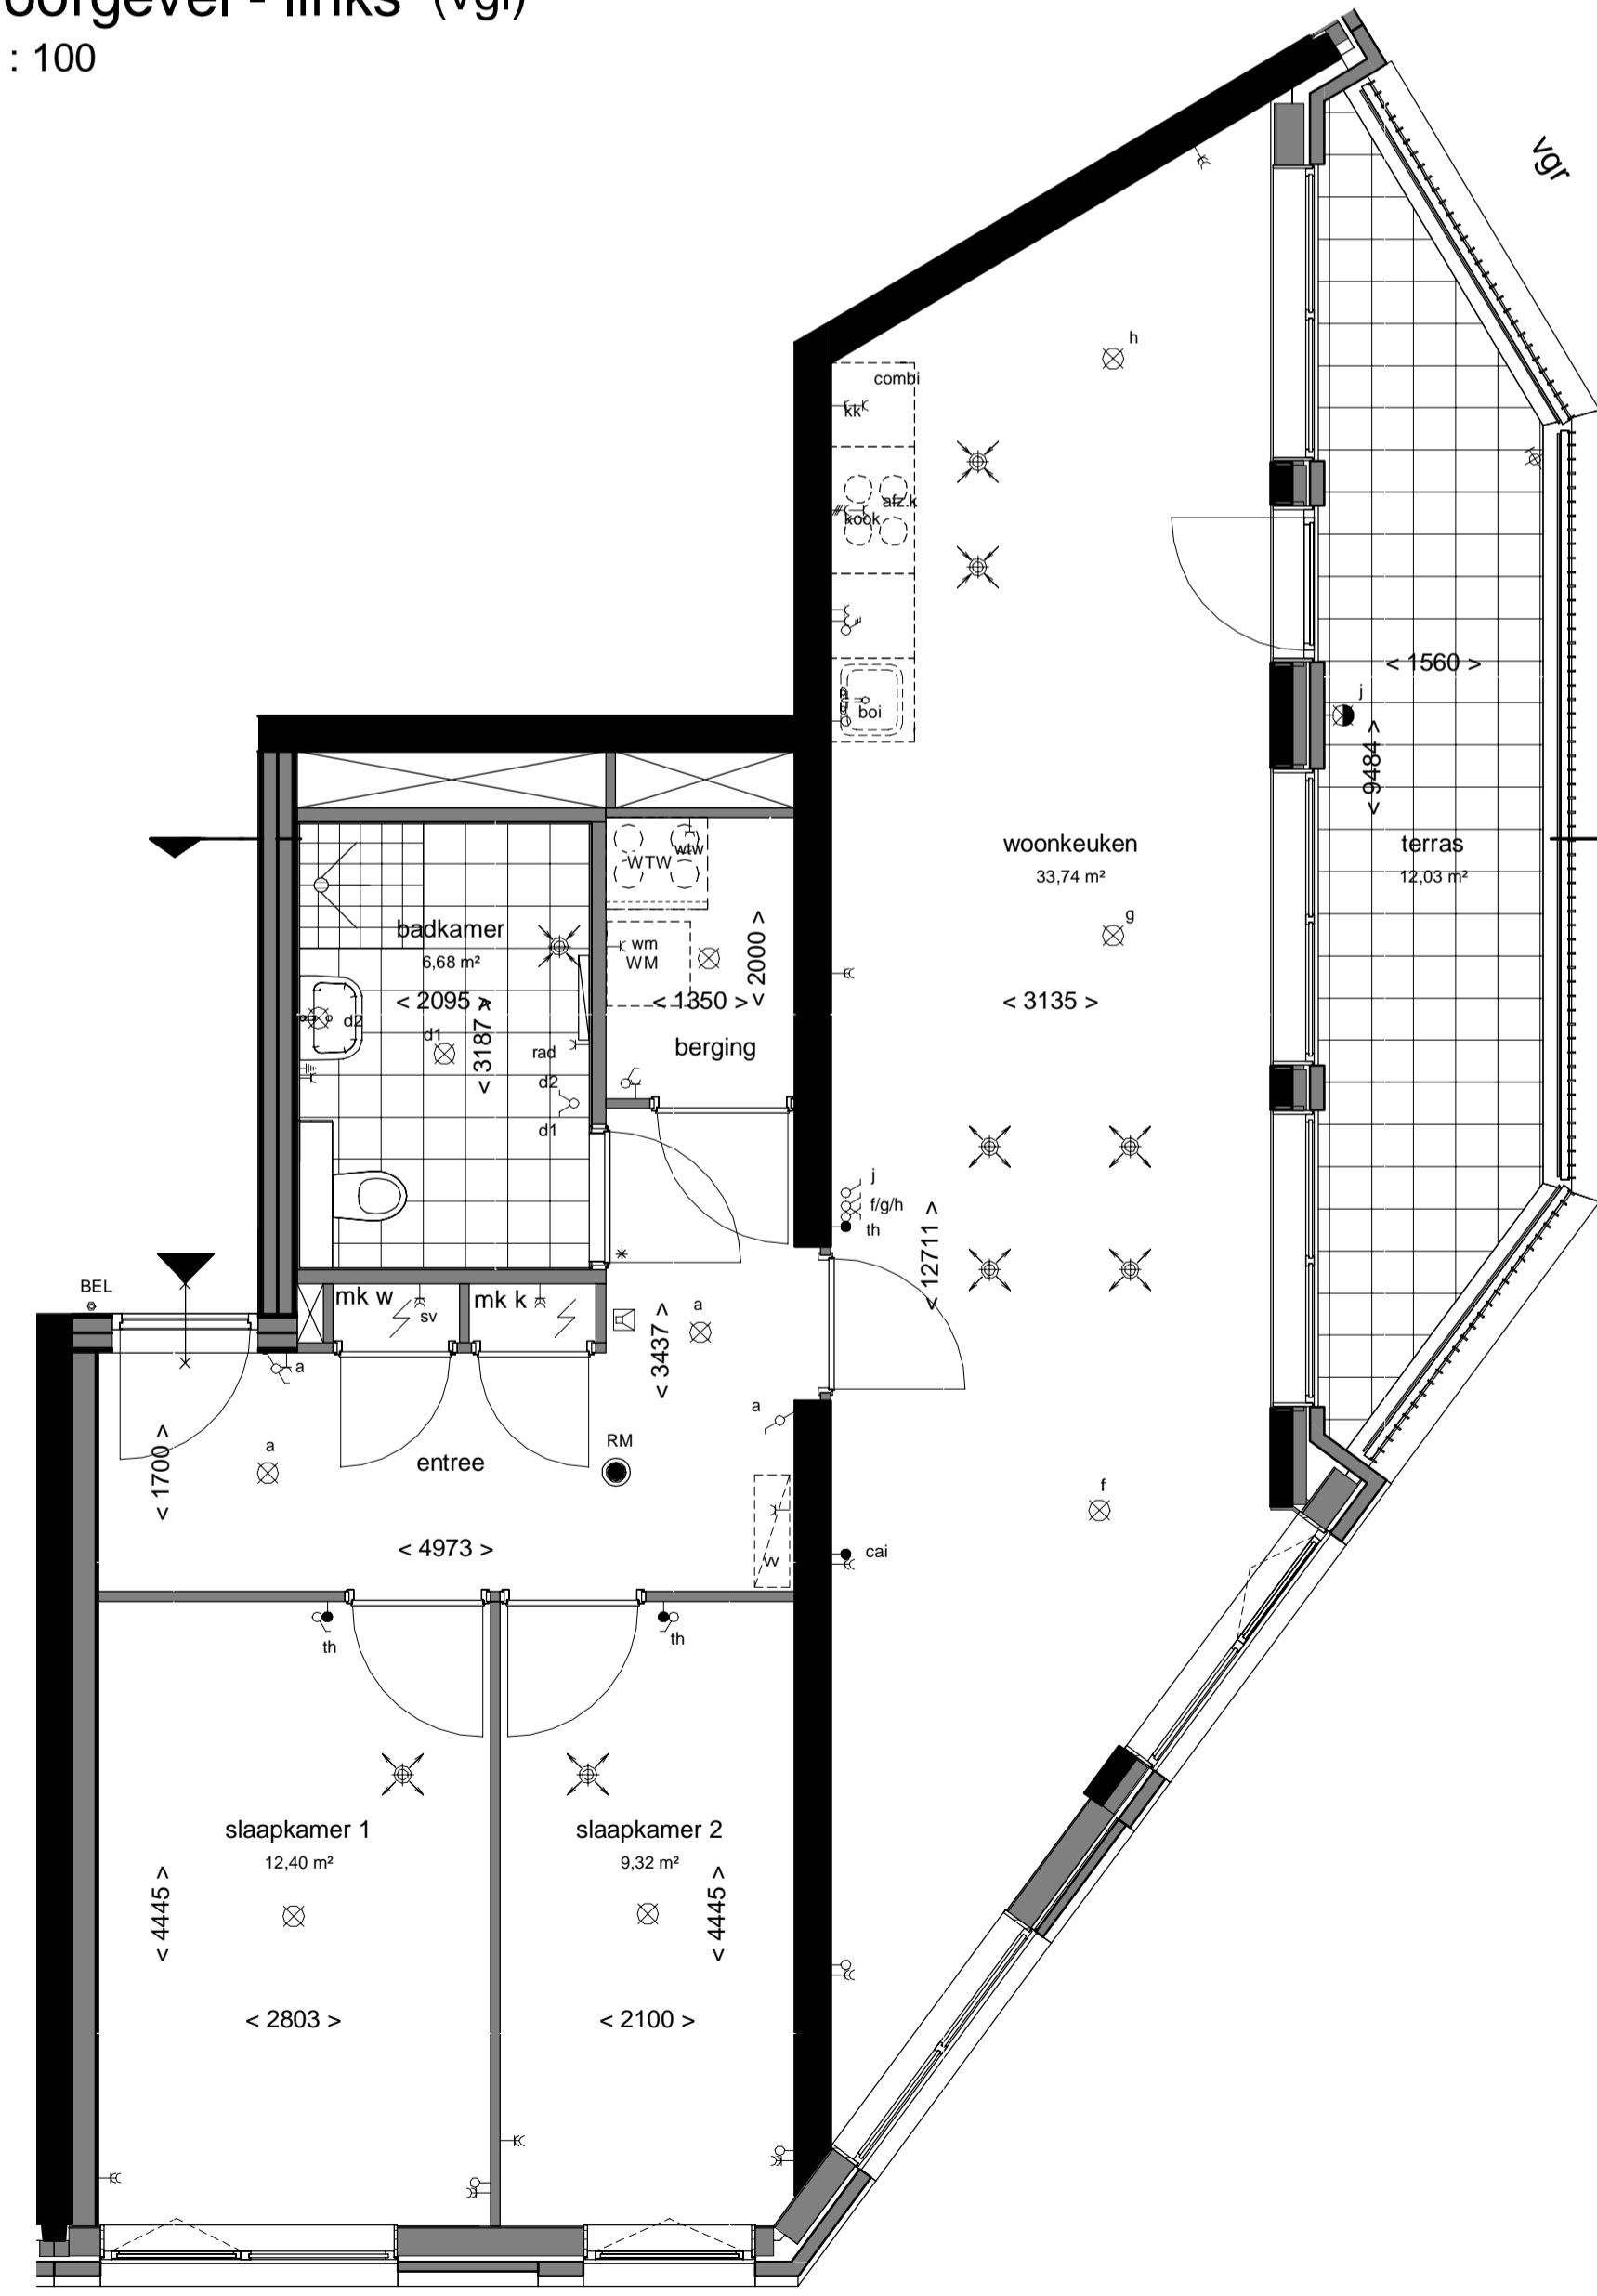 oorgevel - links (vgl)
: 100
vgr
h
combi
kk
afz.k
kook
boi
< 1560 >
j
< 9484 >
woonkeuken
33,74 m²
terras
12,03 m²
g
< 3135 >
wtw
WTW
wm
WM
< 2000 >
< 1350 >
berging
badkamer
6,68 m²
< 2095 >
d2
d1
< 3187 >
rad
d2
d1
j
f/g/h
th
< 12711 >
BEL
mk w
sv
mk k
a
< 3437 >
a
a
a
RM
< 1700 >
entree
f
< 4973 >
cai
th
th
slaapkamer 1
12,40 m²
slaapkamer 2
9,32 m²
< 4445 >
< 4445 >
< 2803 >
< 2100 >